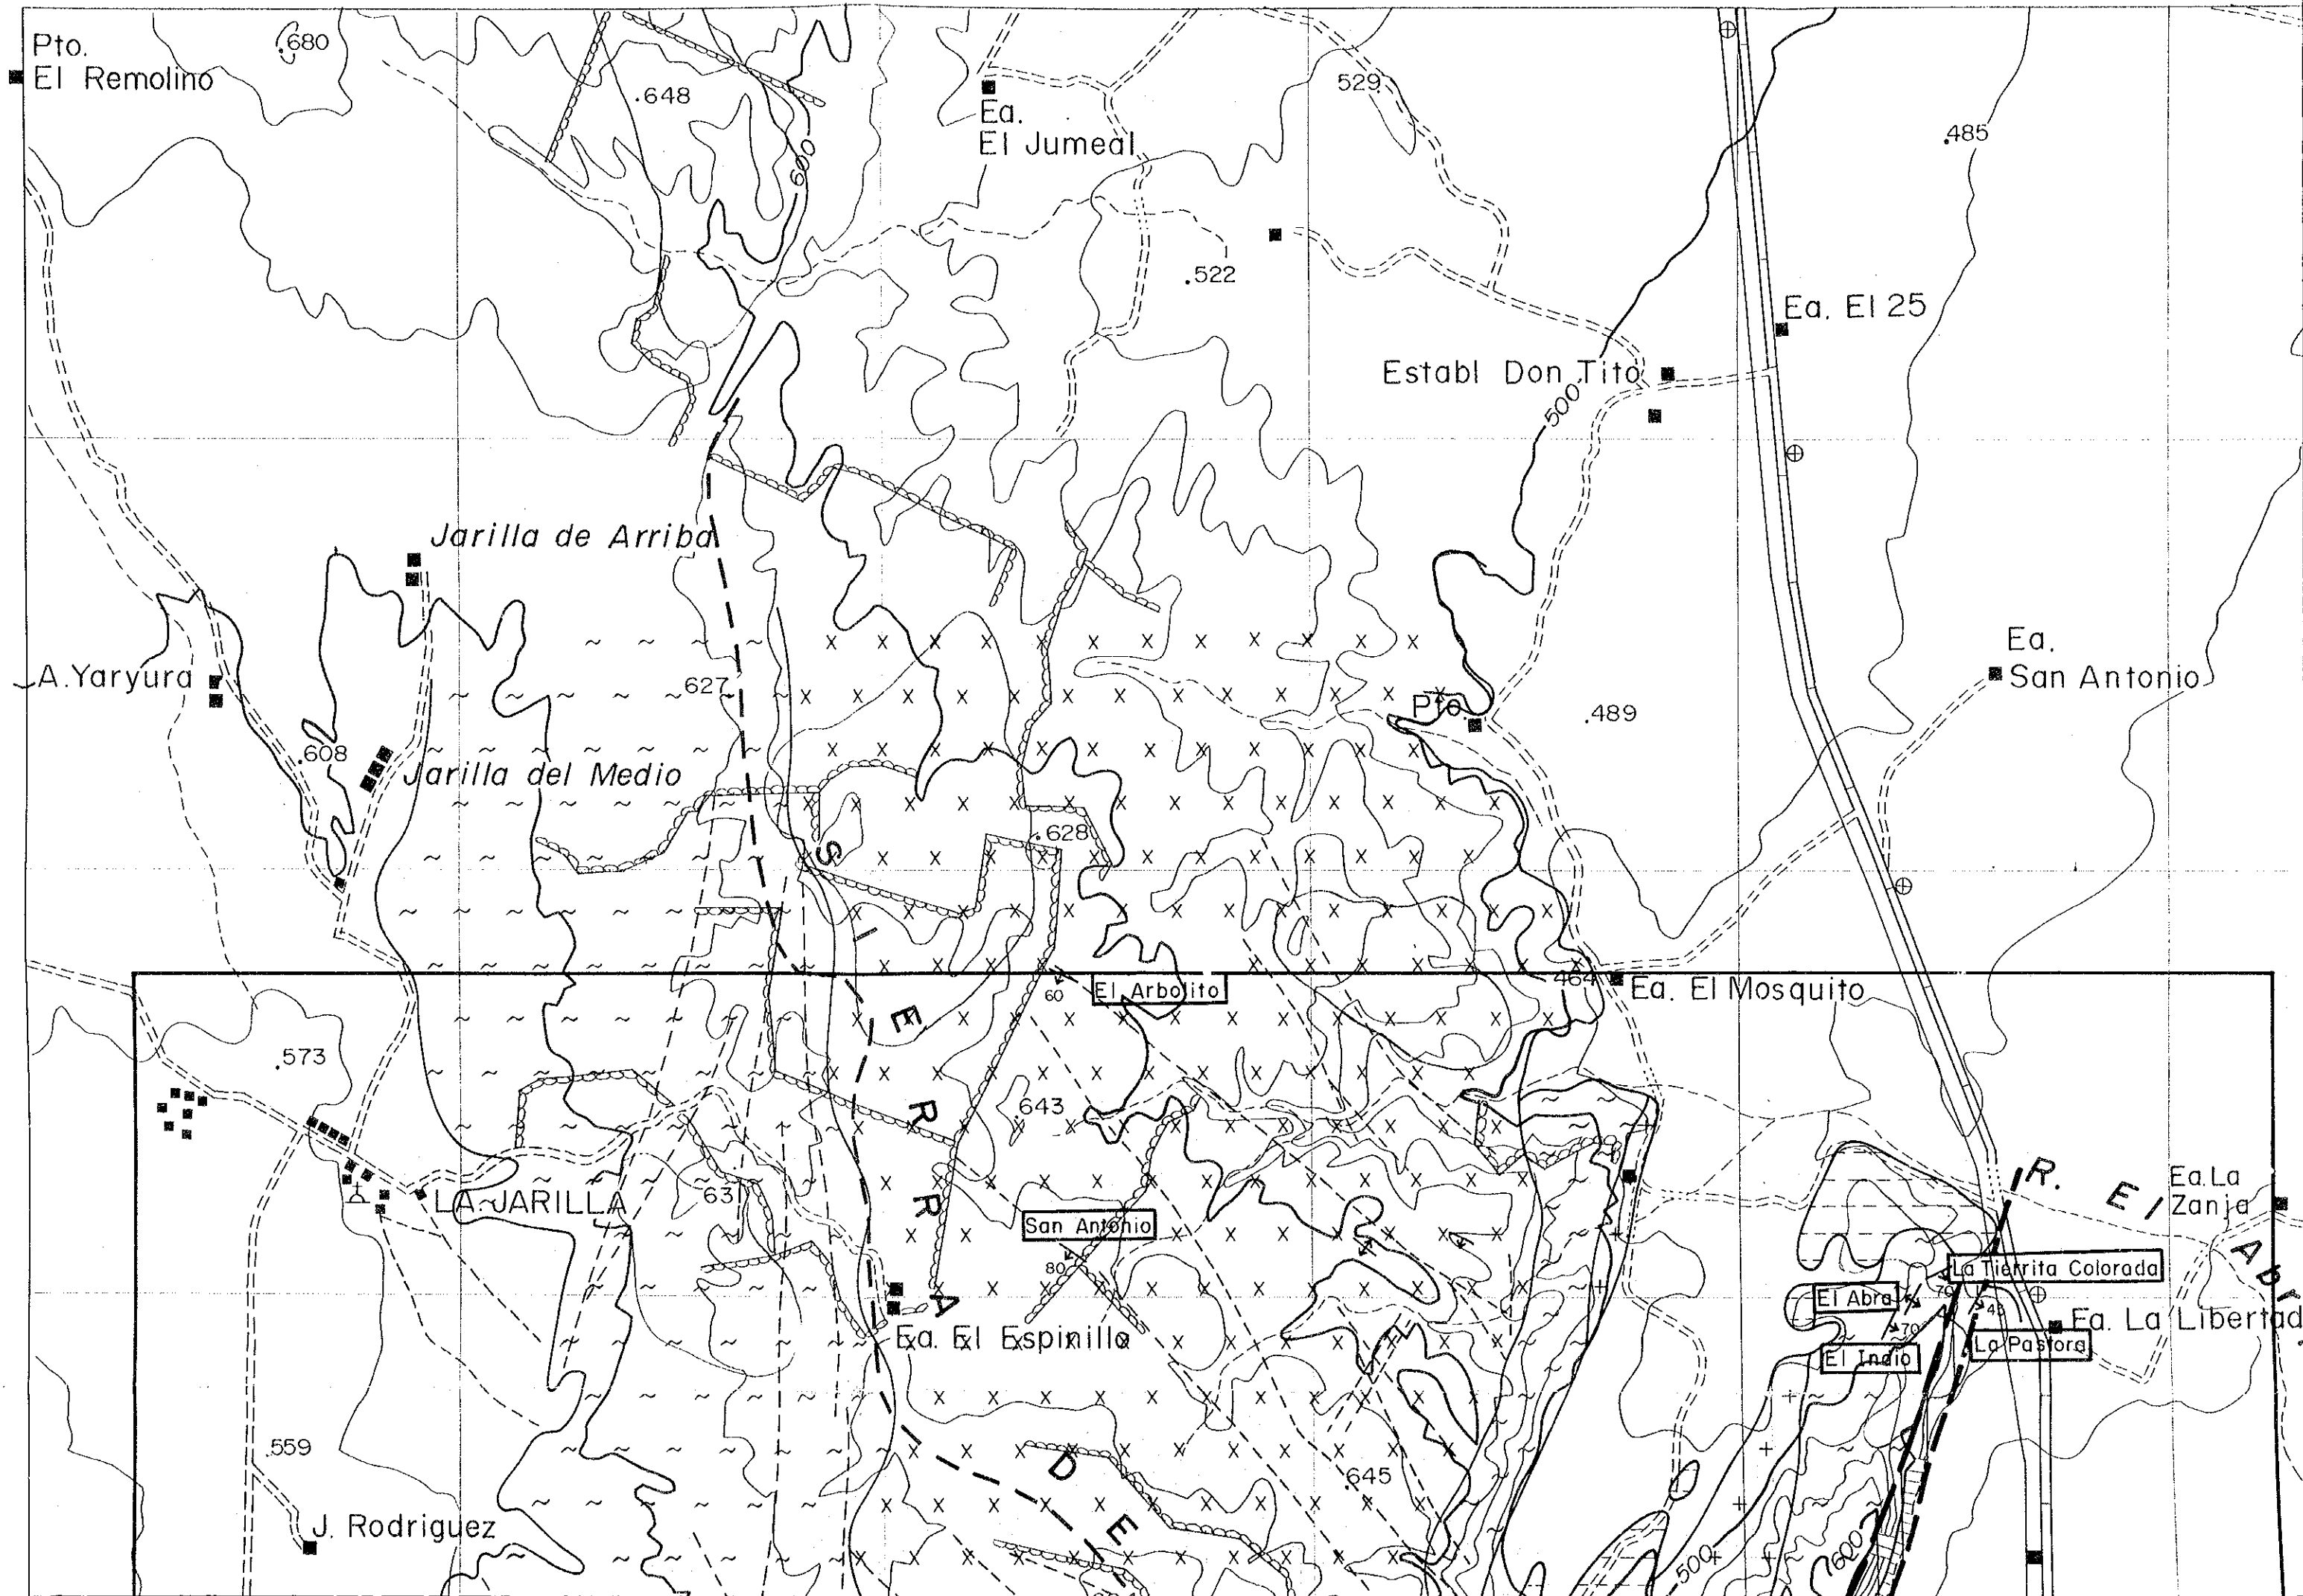 Pto.
El Remolino
.680
.648
600
Ea.
El Jumeal
529
.485
.522
Ea. El 25
Establ Don Tito
500
Jarilla de Arriba
A. Yaryura
627
Pto.
.489
Ea.
San Antonio
.608
Jarilla del Medio
.628
S I E R R A
60
El Arbolito
464
Ea. El Mosquito
.573
.643
LA JARILLA
631
San Antonio
80
R. El Abr
Ea. La
Zanja
La Tierrita Colorada
El Abra
70
45
Ea. La Libertad
70
El Indio
La Pastora
Ea. El Espinillo
.559
D E
.645
J. Rodriguez
500
600